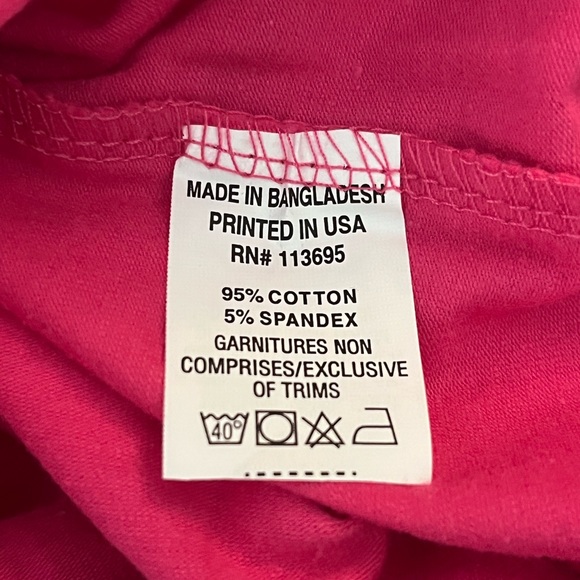 MADE IN BANGLADESH
PRINTED IN USA
RN# 113695
95% COTTON
5% SPANDEX
GARNITURES NON
COMPRISES/EXCLUSIVE
OF TRIMS
40°